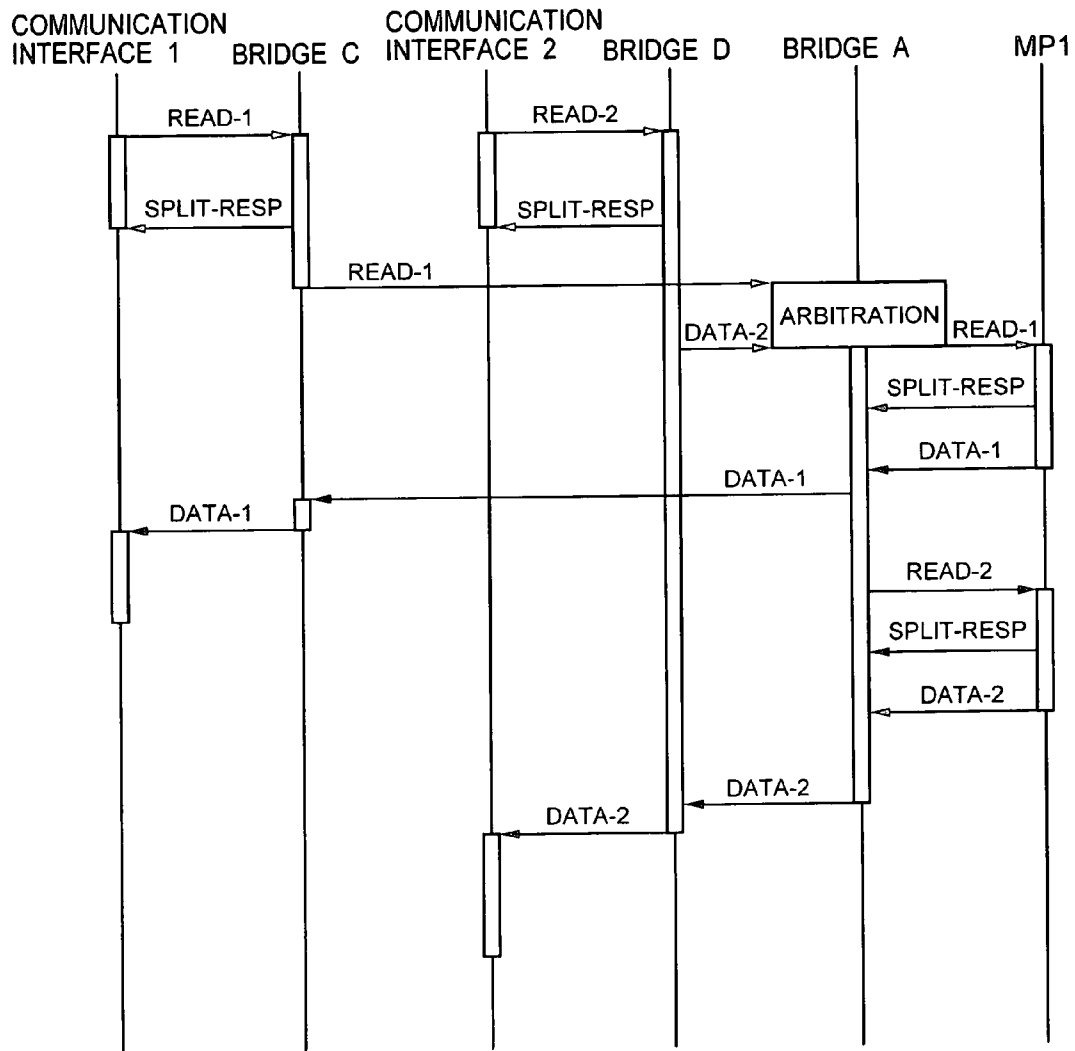 COMMUNICATION
INTERFACE 1
BRIDGE C
COMMUNICATION
INTERFACE 2
BRIDGE D
BRIDGE A
MP1
READ-1
READ-2
SPLIT-RESP
SPLIT-RESP
READ-1
ARBITRATION
DATA-2
READ-1
SPLIT-RESP
DATA-1
DATA-1
DATA-1
READ-2
SPLIT-RESP
DATA-2
DATA-2
DATA-2